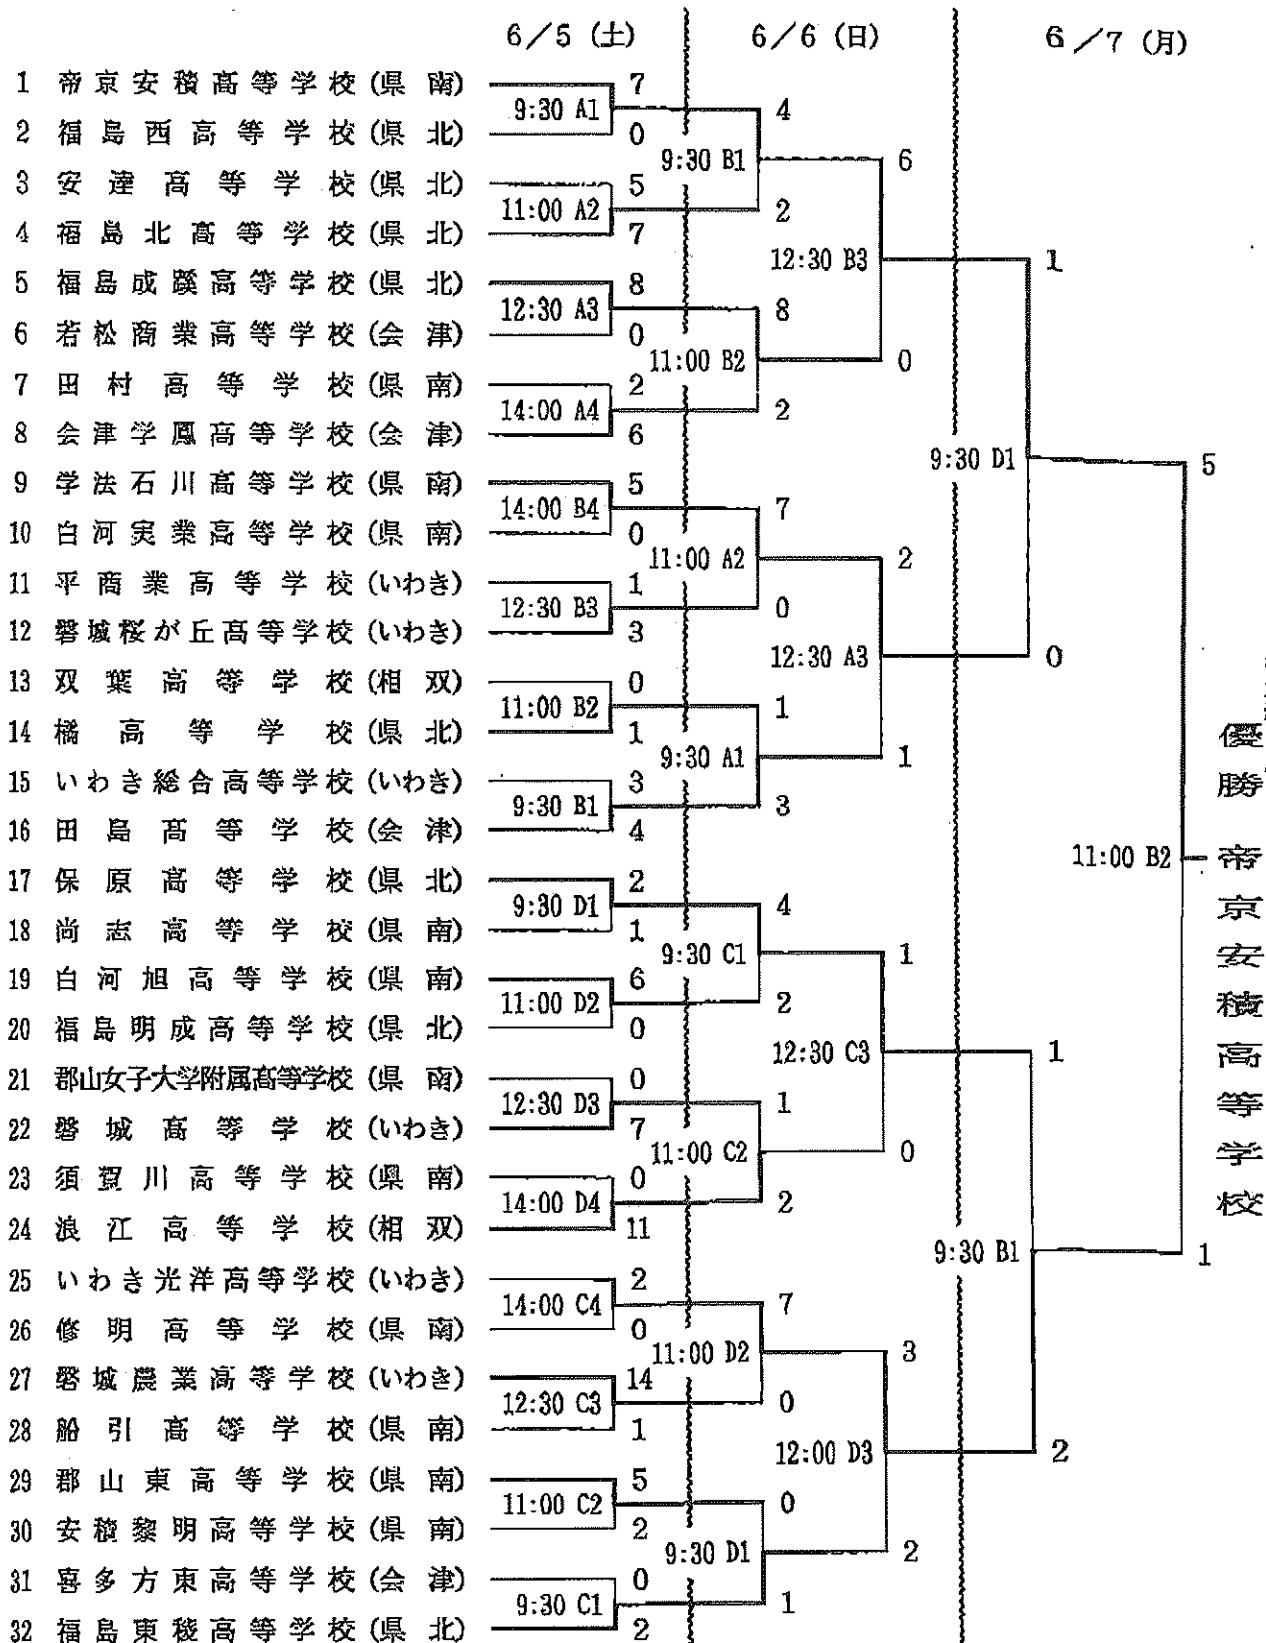 6/5 (土) 6/6 (日) 6/7 (月)
1 帝京安積高等学校 (県南) 7
9:30 A1 4
2 福島西高等学校 (県北) 0
9:30 B1 6
3 安達高等学校 (県北) 5
11:00 A2 2
4 福島北高等学校 (県北) 7
12:30 B3 1
5 福島成蹊高等学校 (県北) 8
12:30 A3 8
6 若松商業高等学校 (会津) 0
11:00 B2 0
7 田村高等学校 (県南) 2
14:00 A4 2
8 会津学鳳高等学校 (会津) 6
9:30 D1 5
9 学法石川高等学校 (県南) 5
14:00 B4 7
10 白河実業高等学校 (県南) 0
11:00 A2 2
11 平商業高等学校 (いわき) 1
12:30 B3 0
12 磐城桜が丘高等学校 (いわき) 3
12:30 A3 0
13 双葉高等学校 (相双) 0
11:00 B2 1
14 橘高等学校 (県北) 1
9:30 A1 1
15 いわき総合高等学校 (いわき) 3
9:30 B1 3
16 田島高等学校 (会津) 4
11:00 B2
優勝 帝京安積高等学校
17 保原高等学校 (県北) 2
9:30 D1 4
18 尚志高等学校 (県南) 1
9:30 C1 1
19 白河旭高等学校 (県南) 6
11:00 D2 2
20 福島明成高等学校 (県北) 0
12:30 C3 1
21 郡山女子大学附属高等学校 (県南) 0
12:30 D3 1
22 磐城高等学校 (いわき) 7
11:00 C2 0
23 須賀川高等学校 (県南) 0
14:00 D4 2
24 浪江高等学校 (相双) 11
9:30 B1 1
25 いわき光洋高等学校 (いわき) 2
14:00 C4 7
26 修明高等学校 (県南) 0
11:00 D2 3
27 磐城農業高等学校 (いわき) 14
12:30 C3 0
28 船引高等学校 (県南) 1
12:00 D3 2
29 郡山東高等学校 (県南) 5
11:00 C2 0
30 安積黎明高等学校 (県南) 2
9:30 D1 2
31 喜多方東高等学校 (会津) 0
9:30 C1 1
32 福島東稜高等学校 (県北) 2